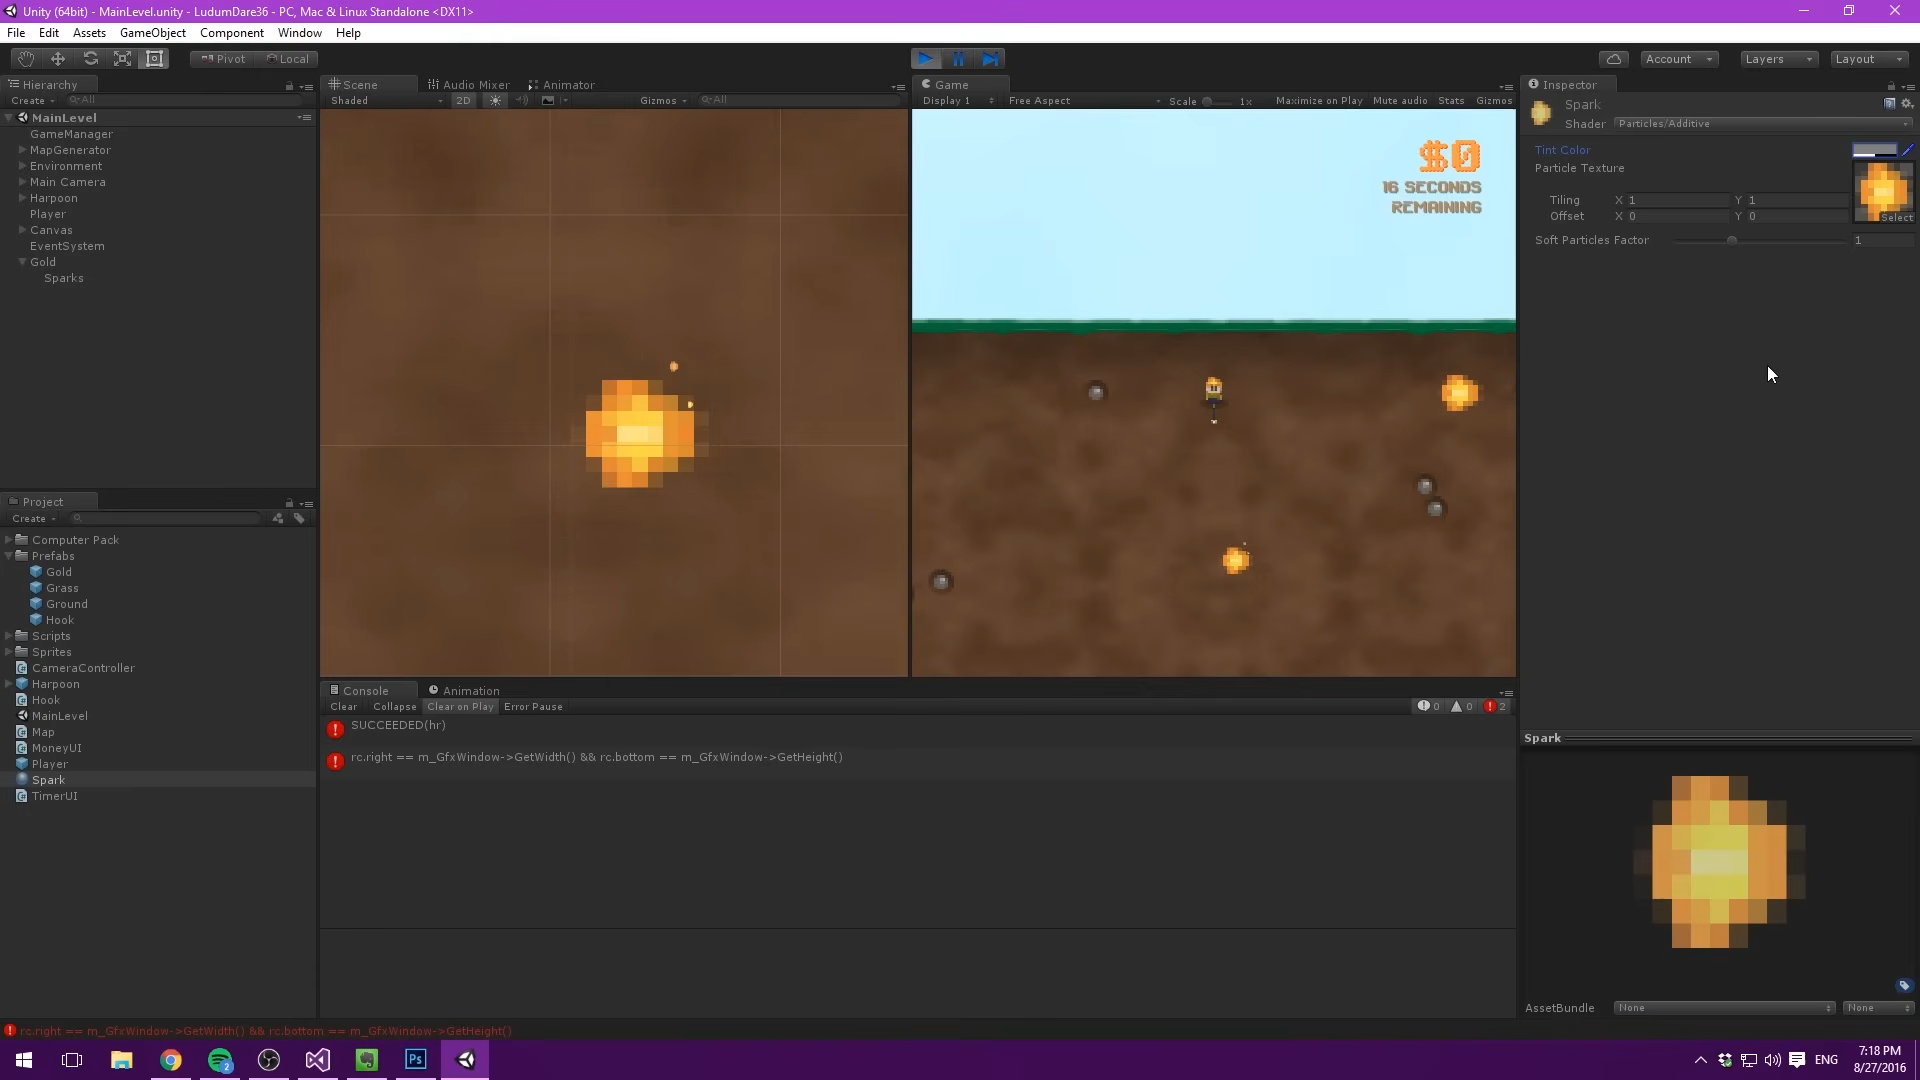 Unity (64bit) - MainLevel.unity - LudumDare36 - PC, Mac & Linux Standalone <DX11>
File Edit Assets GameObject Component Window Help
Pivot Local
Account Layers Layout
Hierarchy
Create All
MainLevel
GameManager
MapGenerator
Environment
Main Camera
Harpoon
Player
Canvas
EventSystem
Gold
Sparks
Project
Create
Computer Pack
Prefabs
Gold
Grass
Ground
Hook
Scripts
Sprites
CameraController
Harpoon
Hook
MainLevel
Map
MoneyUI
Player
Spark
TimerUI
Scene Audio Mixer Animator
Shaded 2D Gizmos All
Game
Display 1 Free Aspect Scale 1x Maximize on Play Mute audio Stats Gizmos
$0
16 SECONDS
REMAINING
Console Animation
Clear Collapse Clear on Play Error Pause 0 0 2
SUCCEEDED(hr)
rc.right == m_GfxWindow->GetWidth() && rc.bottom == m_GfxWindow->GetHeight()
Inspector
Spark
Shader Particles/Additive
Tint Color
Particle Texture
Tiling X 1 Y 1
Offset X 0 Y 0
Select
Soft Particles Factor 1
Spark
AssetBundle None None
rc.right == m_GfxWindow->GetWidth() && rc.bottom == m_GfxWindow->GetHeight()
2
Ps
ENG
7:18 PM
8/27/2016